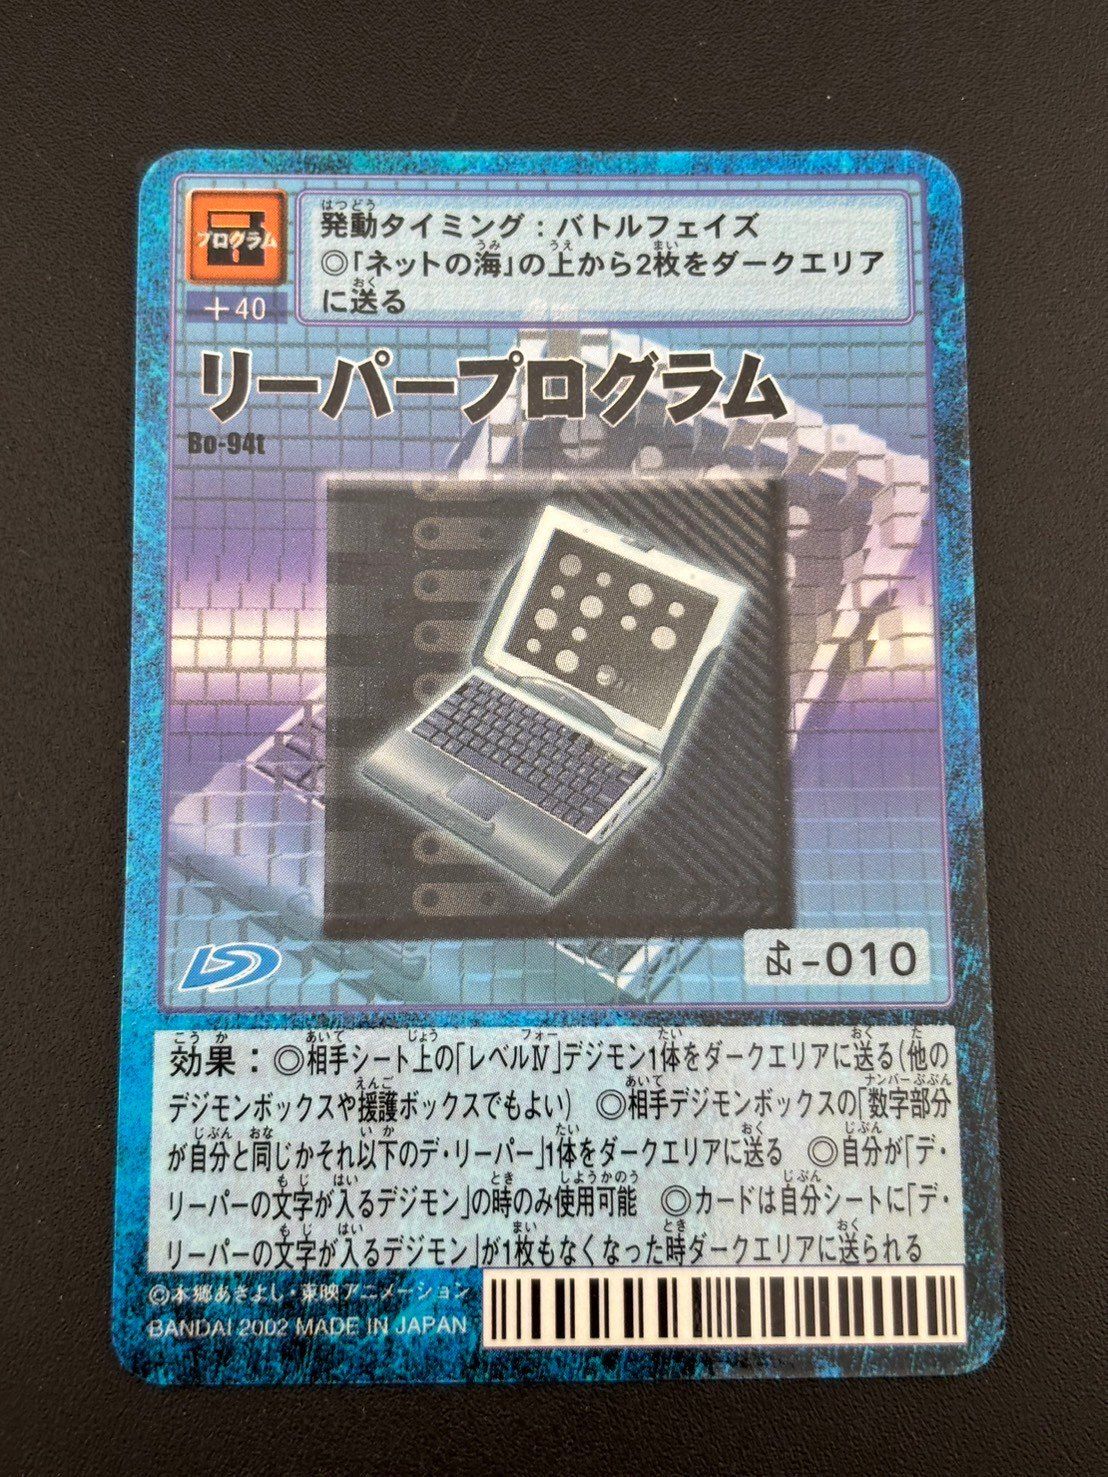 発動タイミング：バトルフェイズ
プログラム
◎「ネットの海」の上から2枚をダークエリア
に送る
+40
リーパープログラム
Bo-94t
-010
効果：◎相手シート上の「レベルⅣ」デジモン1体をダークエリアに送る(他の
デジモンボックスや援護ボックスでもよい) ◎相手デジモンボックスの「数字部分
が自分と同じかそれ以下のデ・リーパー」1体をダークエリアに送る ◎自分が「デ・
リーパーの文字が入るデジモン」の時のみ使用可能 ◎カードは自分シートに「デ・
リーパーの文字が入るデジモン」が1枚もなくなった時ダークエリアに送られる
©本郷あきよし・東映アニメーション
BANDAI 2002 MADE IN JAPAN